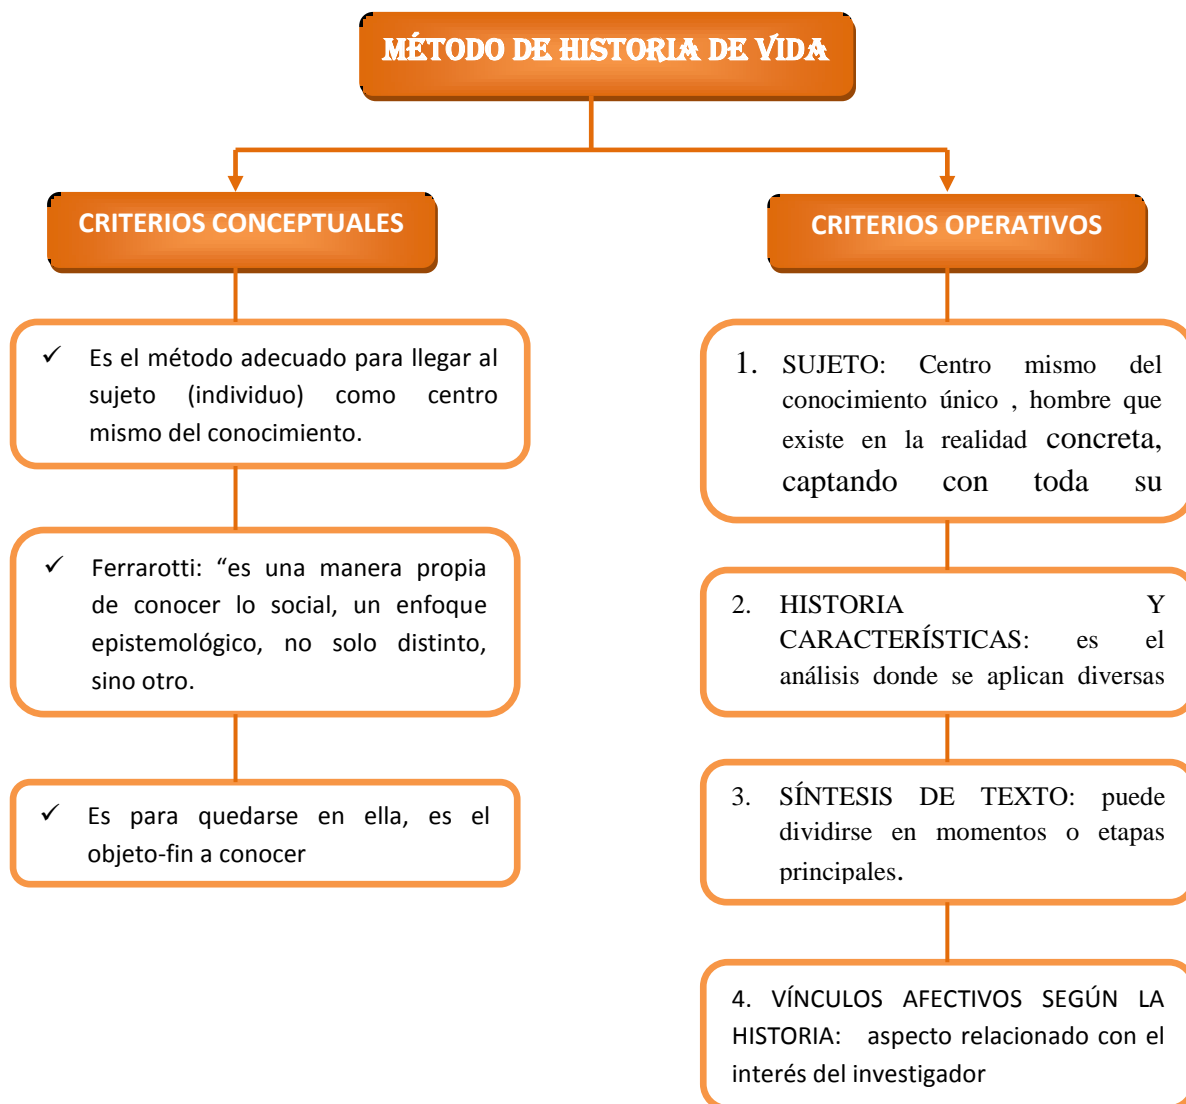 MÉTODO DE HISTORIA DE VIDA
CRITERIOS CONCEPTUALES
✓ Es el método adecuado para llegar al
sujeto (individuo) como centro
mismo del conocimiento.
✓ Ferrarotti: “es una manera propia
de conocer lo social, un enfoque
epistemológico, no solo distinto,
sino otro.
✓ Es para quedarse en ella, es el
objeto-fin a conocer
CRITERIOS OPERATIVOS
1. SUJETO: Centro mismo del
conocimiento único , hombre que
existe en la realidad concreta,
captando con toda su
2. HISTORIA Y
CARACTERÍSTICAS: es el
análisis donde se aplican diversas
3. SÍNTESIS DE TEXTO: puede
dividirse en momentos o etapas
principales.
4. VÍNCULOS AFECTIVOS SEGÚN LA
HISTORIA: aspecto relacionado con el
interés del investigador